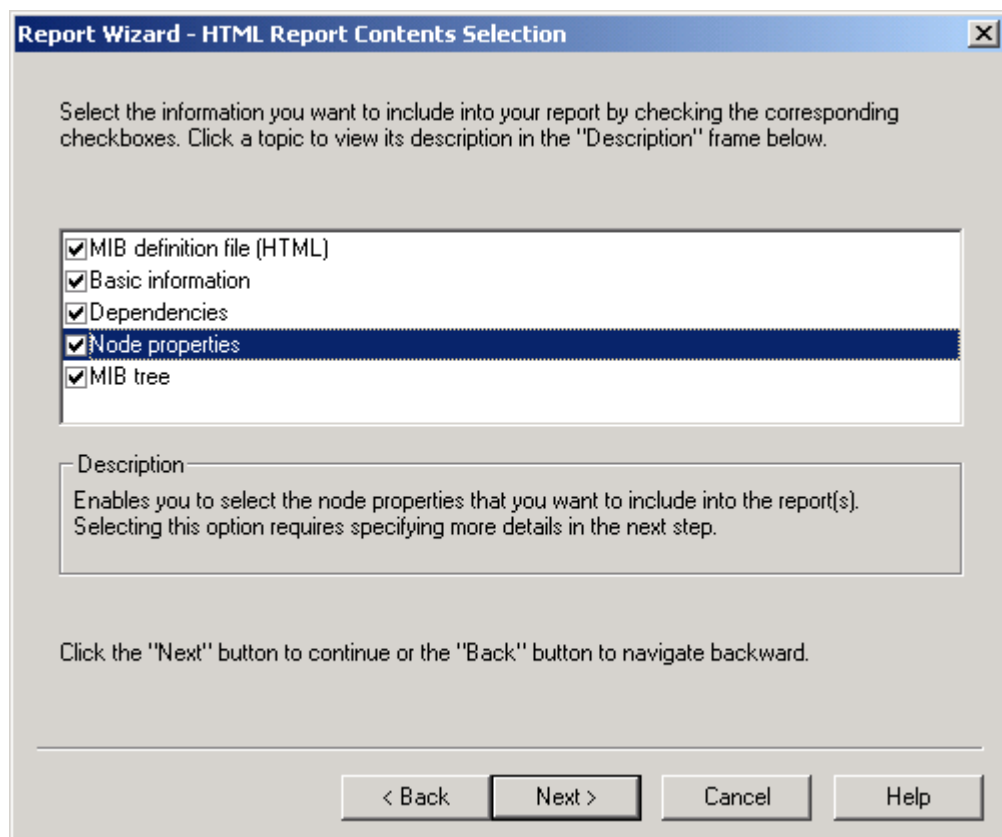 Report Wizard - HTML Report Contents Selection
Select the information you want to include into your report by checking the corresponding
checkboxes. Click a topic to view its description in the "Description" frame below.
MIB definition file (HTML)
Basic information
Dependencies
Node properties
MIB tree
Description
Enables you to select the node properties that you want to include into the report(s).
Selecting this option requires specifying more details in the next step.
Click the "Next" button to continue or the "Back" button to navigate backward.
< Back
Next >
Cancel
Help